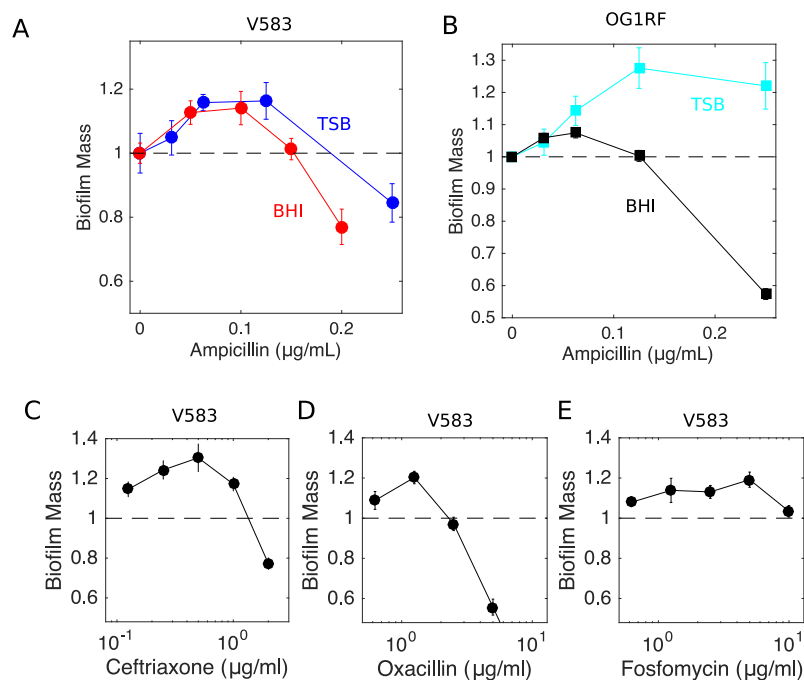 A
V583
1.2
1
0.8
0.6
Biofilm Mass
TSB
BHI
0
0.1
0.2
Ampicillin (µg/mL)
B
OG1RF
1.3
1.2
1.1
1.0
0.9
0.8
0.7
0.6
0.5
Biofilm Mass
TSB
BHI
0
0.1
0.2
Ampicillin (µg/mL)
C
V583
1.4
1.2
1
0.8
0.6
Biofilm Mass
10-1
100
Ceftriaxone (µg/ml)
D
V583
1.4
1.2
1
0.8
0.6
Biofilm Mass
100
101
Oxacillin (µg/ml)
E
V583
1.4
1.2
1
0.8
0.6
Biofilm Mass
100
101
Fosfomycin (µg/ml)